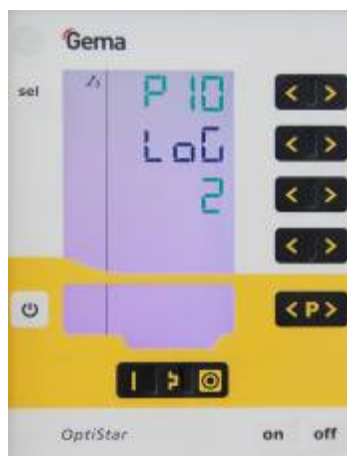 Gema
sel
P 10
LoG
2
< >
< >
< >
< >
< P >
OptiStar
on off